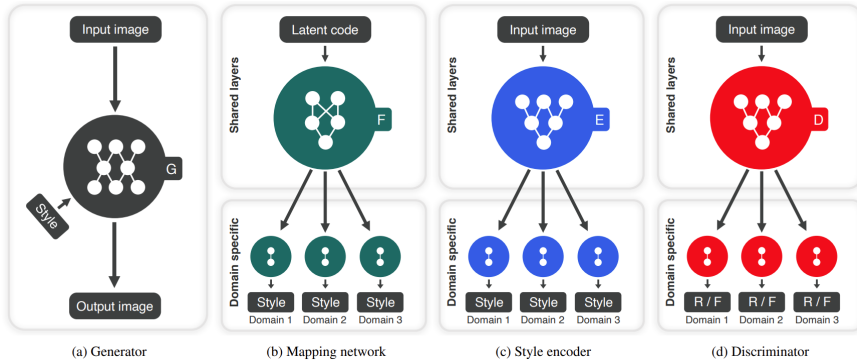 Input image
G
Style
Output image
(a) Generator
Shared layers
Latent code
F
Domain specific
Style Style Style
Domain 1 Domain 2 Domain 3
(b) Mapping network
Shared layers
Input image
E
Domain specific
Style Style Style
Domain 1 Domain 2 Domain 3
(c) Style encoder
Shared layers
Input image
D
Domain specific
R / F R / F R / F
Domain 1 Domain 2 Domain 3
(d) Discriminator